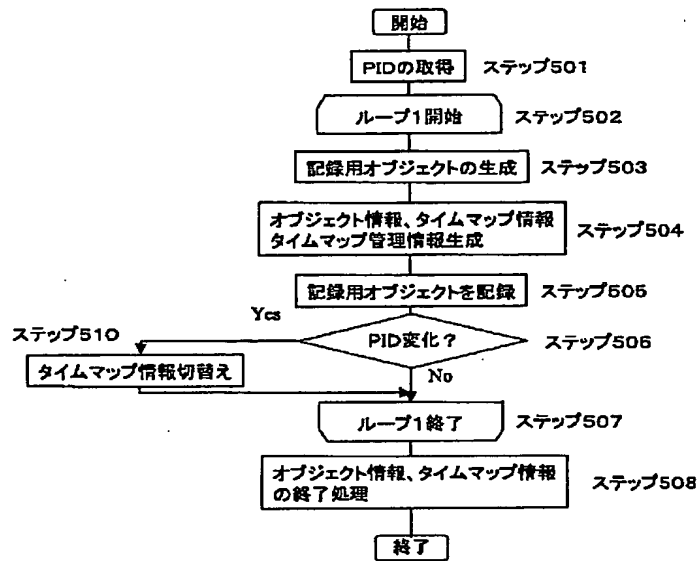 開始
PIDの取得 ステップ501
ループ1開始 ステップ502
記録用オブジェクトの生成 ステップ503
オブジェクト情報、タイムマップ情報
タイムマップ管理情報生成 ステップ504
記録用オブジェクトを記録 ステップ505
Yes
ステップ510
PID変化? ステップ506
タイムマップ情報切替え
No
ループ1終了 ステップ507
オブジェクト情報、タイムマップ情報
の終了処理 ステップ508
終了